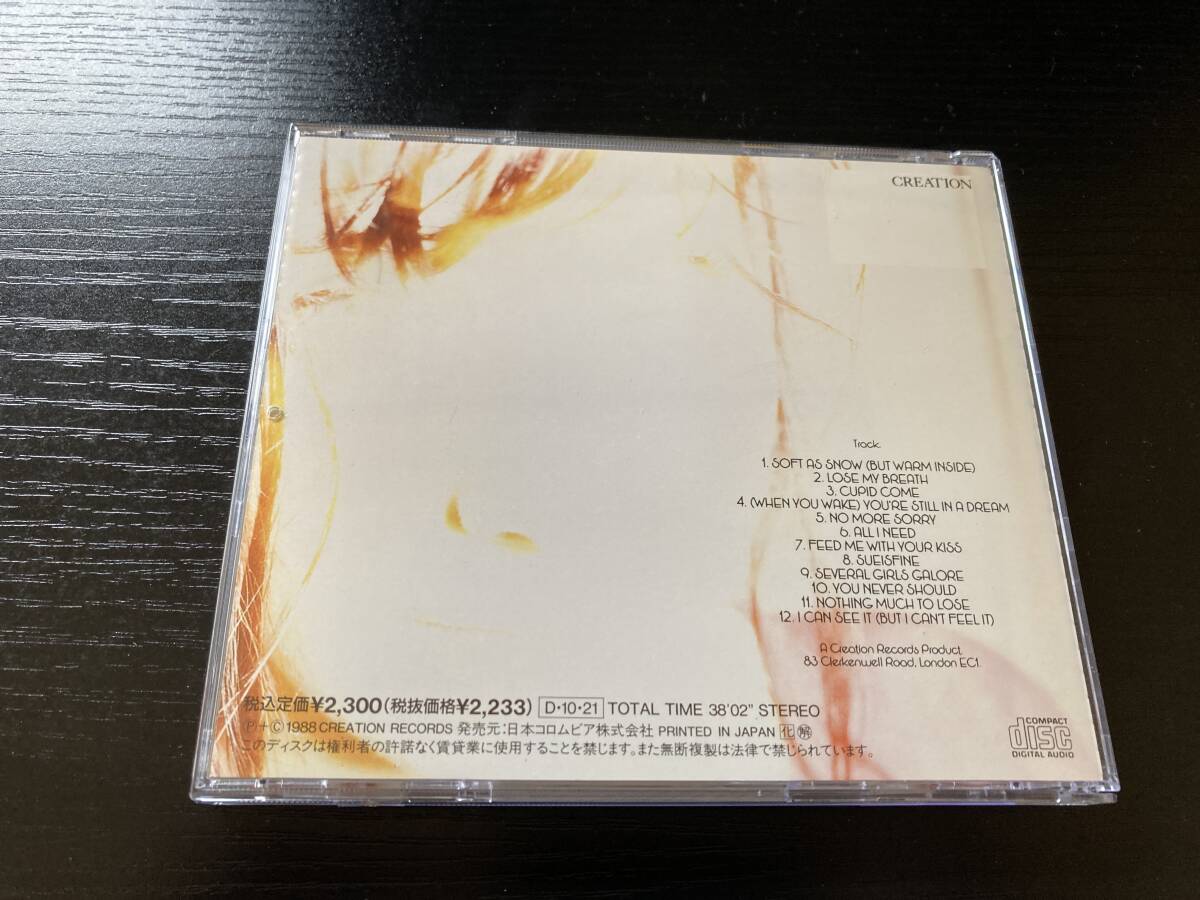 CREATION
Track:
1. SOFT AS SNOW (BUT WARM INSIDE)
2. LOSE MY BREATH
3. CUPID COME
4. (WHEN YOU WAKE) YOU'RE STILL IN A DREAM
5. NO MORE SORRY
6. ALL I NEED
7. FEED ME WITH YOUR KISS
8. SUEISFINE
9. SEVERAL GIRLS GALORE
10. YOU NEVER SHOULD
11. NOTHING MUCH TO LOSE
12. I CAN SEE IT (BUT I CAN'T FEEL IT)
A Creation Records Product.
83 Clerkenwell Road, London EC1.
税込定価¥2,300(税抜価格¥2,233) D・10・21 TOTAL TIME 38'02" STEREO
Ⓟ+Ⓒ 1988 CREATION RECORDS 発売元:日本コロムビア株式会社 PRINTED IN JAPAN 化 解
このディスクは権利者の許諾なく賃貸業に使用することを禁じます。また無断複製は法律で禁じられています。
COMPACT
disc
DIGITAL AUDIO